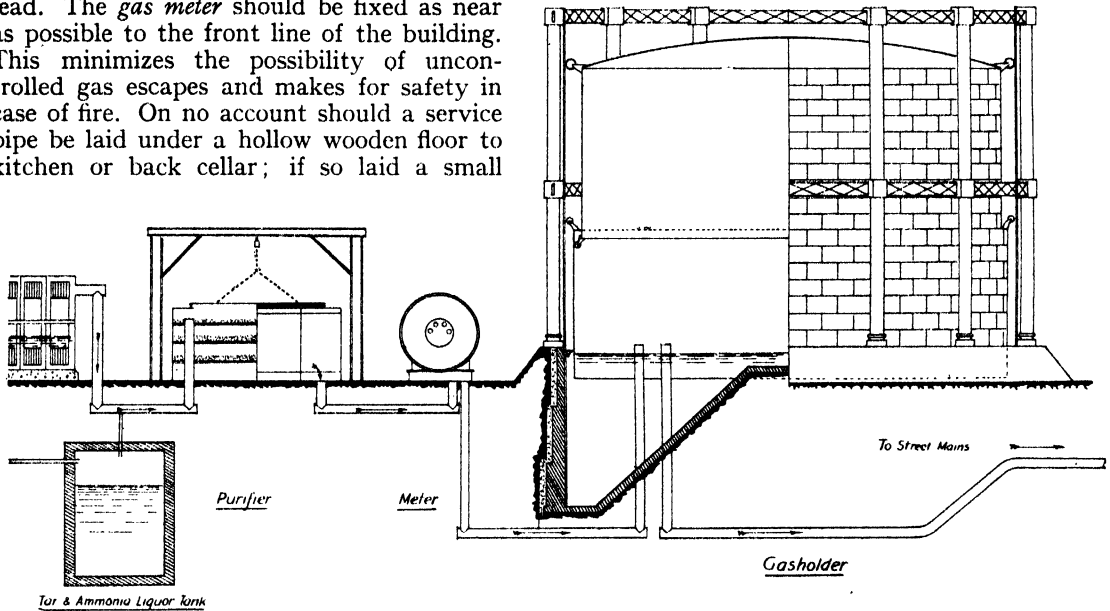 lead. The gas meter should be fixed as near
as possible to the front line of the building.
This minimizes the possibility of uncon-
trolled gas escapes and makes for safety in
case of fire. On no account should a service
pipe be laid under a hollow wooden floor to
kitchen or back cellar; if so laid a small
To Street Mains
Purifier
Meter
Gasholder
Tar & Ammonia Liquor Tank